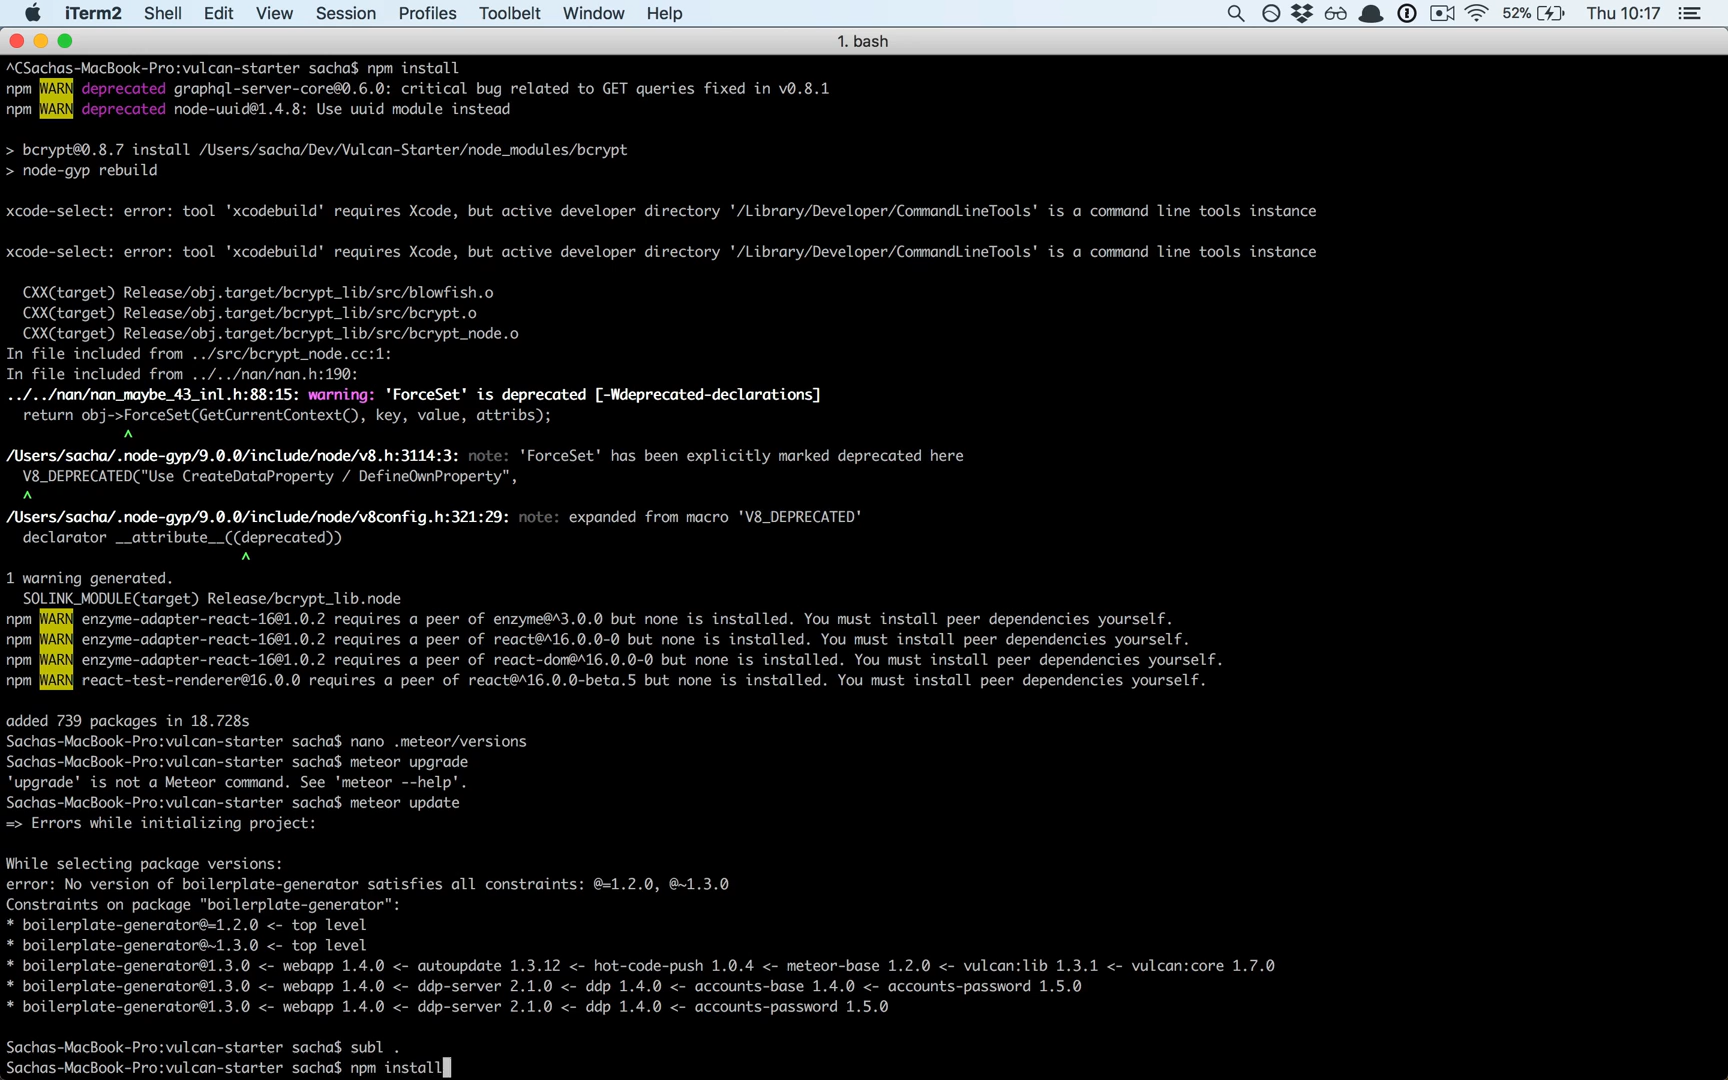 iTerm2 Shell Edit View Session Profiles Toolbelt Window Help 52% Thu 10:17
1. bash
^CSachas-MacBook-Pro:vulcan-starter sacha$ npm install
npm WARN deprecated graphql-server-core@0.6.0: critical bug related to GET queries fixed in v0.8.1
npm WARN deprecated node-uuid@1.4.8: Use uuid module instead
> bcrypt@0.8.7 install /Users/sacha/Dev/Vulcan-Starter/node_modules/bcrypt
> node-gyp rebuild
xcode-select: error: tool 'xcodebuild' requires Xcode, but active developer directory '/Library/Developer/CommandLineTools' is a command line tools instance
xcode-select: error: tool 'xcodebuild' requires Xcode, but active developer directory '/Library/Developer/CommandLineTools' is a command line tools instance
CXX(target) Release/obj.target/bcrypt_lib/src/blowfish.o
CXX(target) Release/obj.target/bcrypt_lib/src/bcrypt.o
CXX(target) Release/obj.target/bcrypt_lib/src/bcrypt_node.o
In file included from ../src/bcrypt_node.cc:1:
In file included from ../../nan/nan.h:190:
../../nan/nan_maybe_43_inl.h:88:15: warning: 'ForceSet' is deprecated [-Wdeprecated-declarations]
return obj->ForceSet(GetCurrentContext(), key, value, attribs);
^
/Users/sacha/.node-gyp/9.0.0/include/node/v8.h:3114:3: note: 'ForceSet' has been explicitly marked deprecated here
V8_DEPRECATED("Use CreateDataProperty / DefineOwnProperty",
^
/Users/sacha/.node-gyp/9.0.0/include/node/v8config.h:321:29: note: expanded from macro 'V8_DEPRECATED'
declarator __attribute__((deprecated))
^
1 warning generated.
SOLINK_MODULE(target) Release/bcrypt_lib.node
npm WARN enzyme-adapter-react-16@1.0.2 requires a peer of enzyme@^3.0.0 but none is installed. You must install peer dependencies yourself.
npm WARN enzyme-adapter-react-16@1.0.2 requires a peer of react@^16.0.0-0 but none is installed. You must install peer dependencies yourself.
npm WARN enzyme-adapter-react-16@1.0.2 requires a peer of react-dom@^16.0.0-0 but none is installed. You must install peer dependencies yourself.
npm WARN react-test-renderer@16.0.0 requires a peer of react@^16.0.0-beta.5 but none is installed. You must install peer dependencies yourself.
added 739 packages in 18.728s
Sachas-MacBook-Pro:vulcan-starter sacha$ nano .meteor/versions
Sachas-MacBook-Pro:vulcan-starter sacha$ meteor upgrade
'upgrade' is not a Meteor command. See 'meteor --help'.
Sachas-MacBook-Pro:vulcan-starter sacha$ meteor update
=> Errors while initializing project:
While selecting package versions:
error: No version of boilerplate-generator satisfies all constraints: @=1.2.0, @~1.3.0
Constraints on package "boilerplate-generator":
* boilerplate-generator@=1.2.0 <- top level
* boilerplate-generator@~1.3.0 <- top level
* boilerplate-generator@1.3.0 <- webapp 1.4.0 <- autoupdate 1.3.12 <- hot-code-push 1.0.4 <- meteor-base 1.2.0 <- vulcan:lib 1.3.1 <- vulcan:core 1.7.0
* boilerplate-generator@1.3.0 <- webapp 1.4.0 <- ddp-server 2.1.0 <- ddp 1.4.0 <- accounts-base 1.4.0 <- accounts-password 1.5.0
* boilerplate-generator@1.3.0 <- webapp 1.4.0 <- ddp-server 2.1.0 <- ddp 1.4.0 <- accounts-password 1.5.0
Sachas-MacBook-Pro:vulcan-starter sacha$ subl .
Sachas-MacBook-Pro:vulcan-starter sacha$ npm install